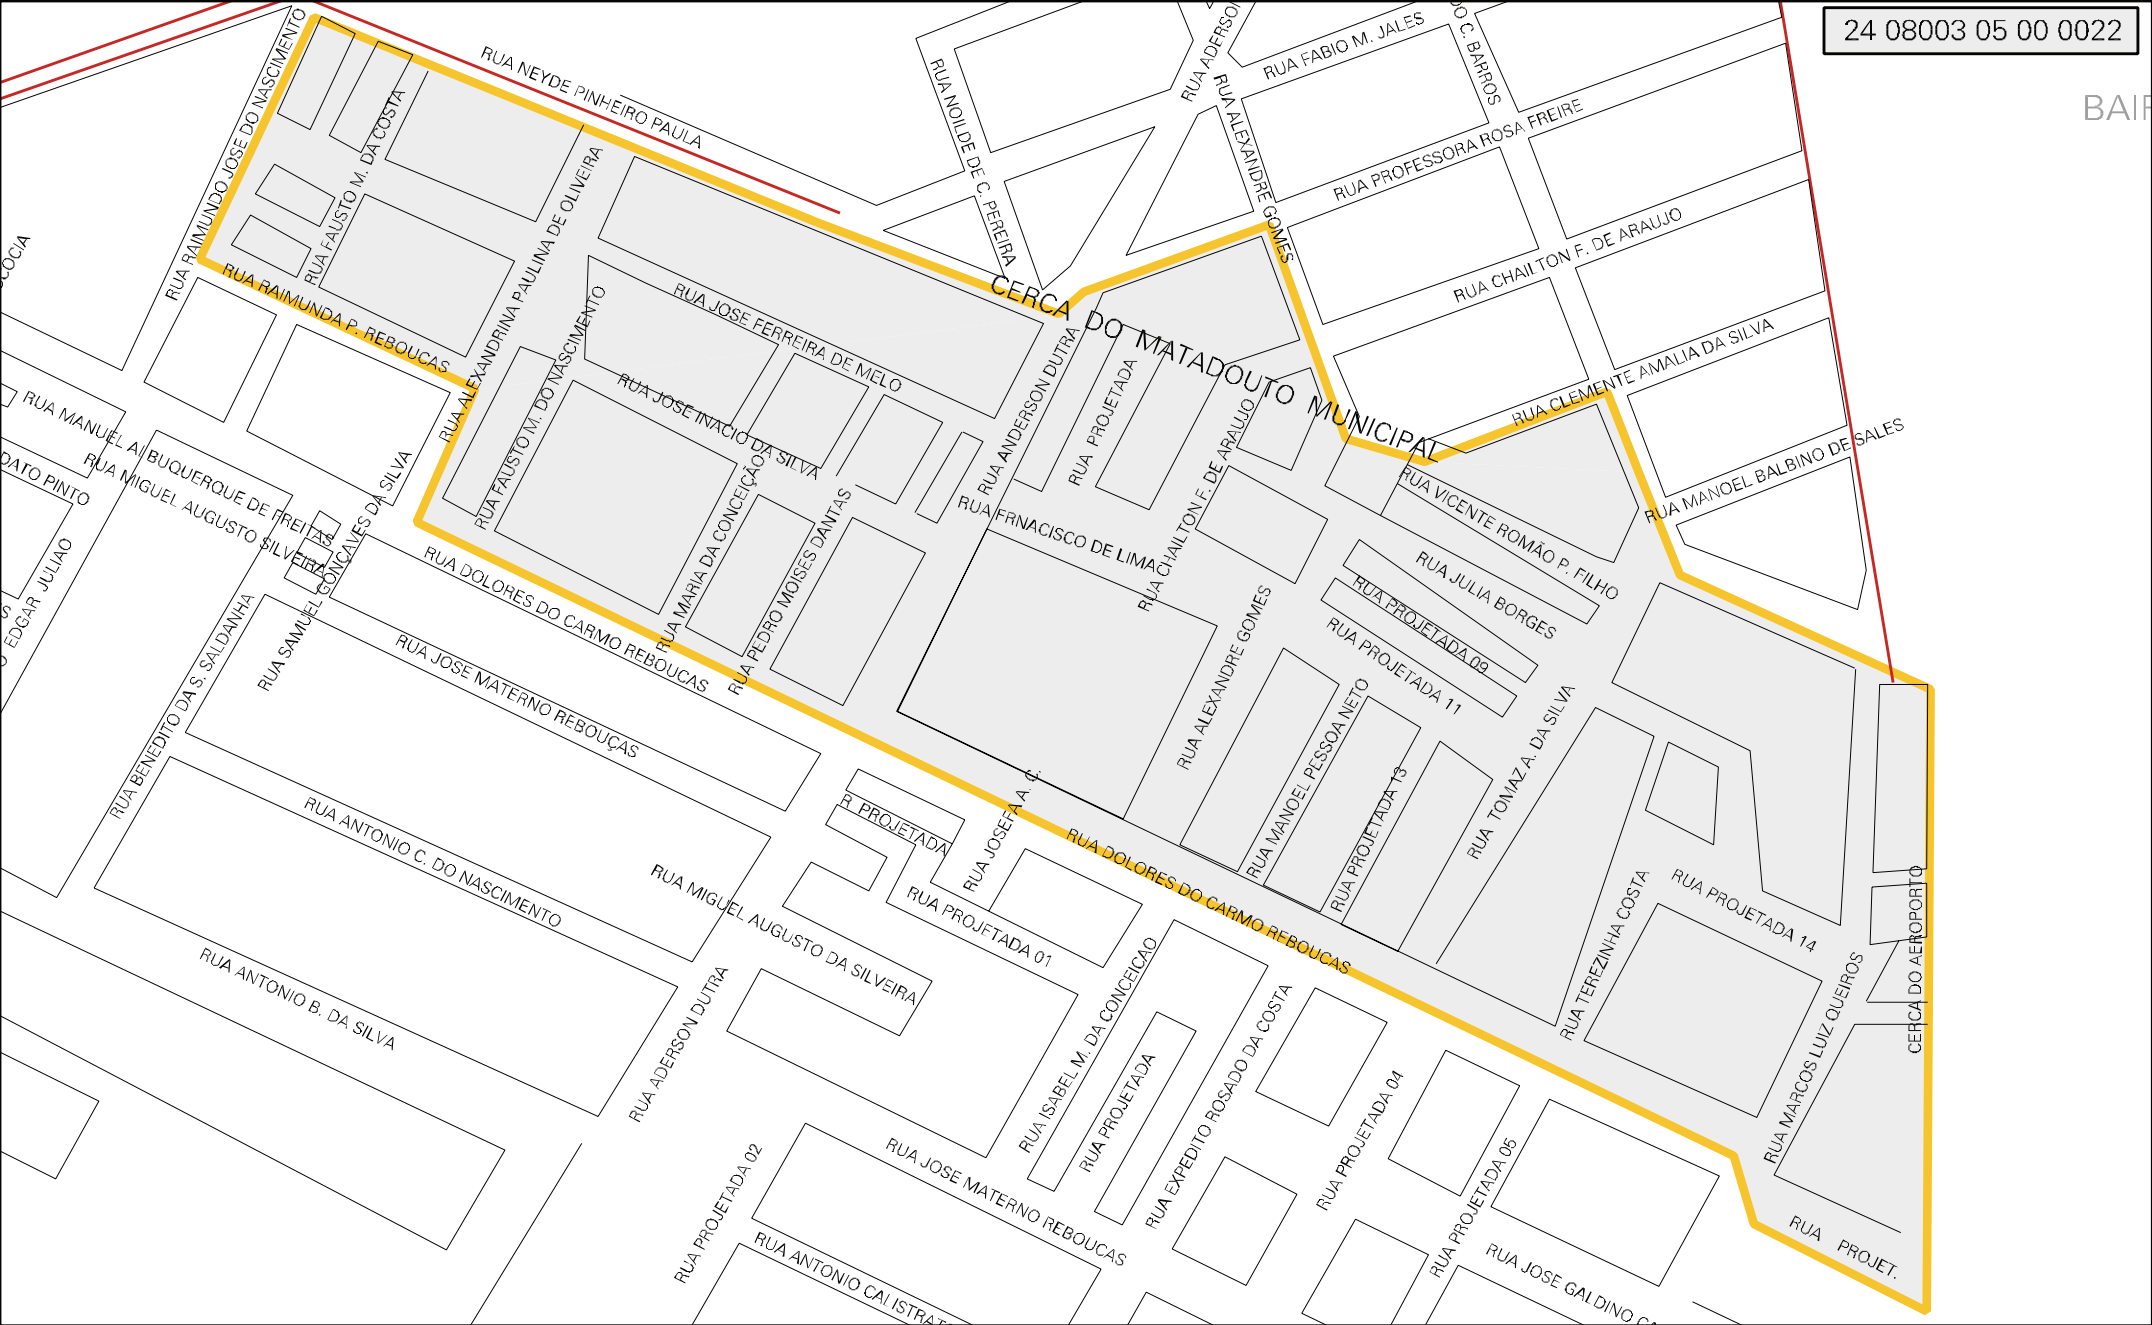 24 08003 05 00 0022
RUA NEYDE PINHEIRO PAULA
RUA FABIO M. JALES
RUA NOILDE DE C. PEREIRA
RUA ALEXANDRE GOMES
RUA PROFESSORA ROSA FREIRE
RUA RAIMUNDO JOSE DO NASCIMENTO
RUA FAUSTO M. DA COSTA
RUA ALEXANDRINA PAULINA DE OLIVEIRA
RUA CHAILTON F. DE ARAUJO
RUA RAIMUNDA P. REBOUCAS
CERCA DO MATADOUTO MUNICIPAL
RUA JOSE FERREIRA DE MELO
RUA FAUSTO M. DO NASCIMENTO
RUA JOSE INACIO DA SILVA
RUA ANDERSON DUTRA
RUA PROJETADA
RUA CLEMENTE AMALIA DA SILVA
RUA MANOEL BALBINO DE SALES
RUA MANUEL ALBUQUERQUE DE FREITAS
RUA MIGUEL AUGUSTO SILVEIRA
DATO PINTO
EDGAR JULIAO
RUA SAMUEL GONCAVES DA SILVA
RUA BENEDITO DA S. SALDANHA
RUA MARIA DA CONCEIÇÃO
RUA PEDRO MOISES DANTAS
RUA FRNACISCO DE LIMA
RUA CHAILTON F. DE ARAUJO
RUA VICENTE ROMÃO P. FILHO
RUA JULIA BORGES
RUA PROJETADA 09
RUA PROJETADA 11
RUA ALEXANDRE GOMES
RUA DOLORES DO CARMO REBOUCAS
RUA JOSE MATERNO REBOUÇAS
RUA MANOEL PESSOA NETO
RUA PROJETADA 13
RUA TOMAZ A. DA SILVA
R. PROJETADA
RUA JOSEFA A. C.
RUA DOLORES DO CARMO REBOUCAS
RUA ANTONIO C. DO NASCIMENTO
RUA MIGUEL AUGUSTO DA SILVEIRA
RUA PROJETADA 01
RUA PROJETADA 14
RUA TEREZINHA COSTA
RUA MARCOS LUIZ QUEIROS
CERCA DO AEROPORTO
RUA ANTONIO B. DA SILVA
RUA ADERSON DUTRA
RUA ISABEL M. DA CONCEICAO
RUA PROJETADA
RUA EXPEDITO ROSADO DA COSTA
RUA PROJETADA 04
RUA PROJETADA 05
RUA PROJETADA 02
RUA JOSE MATERNO REBOUCAS
RUA PROJET.
RUA ANTONIO CALISTRAT
RUA JOSE GALDINO